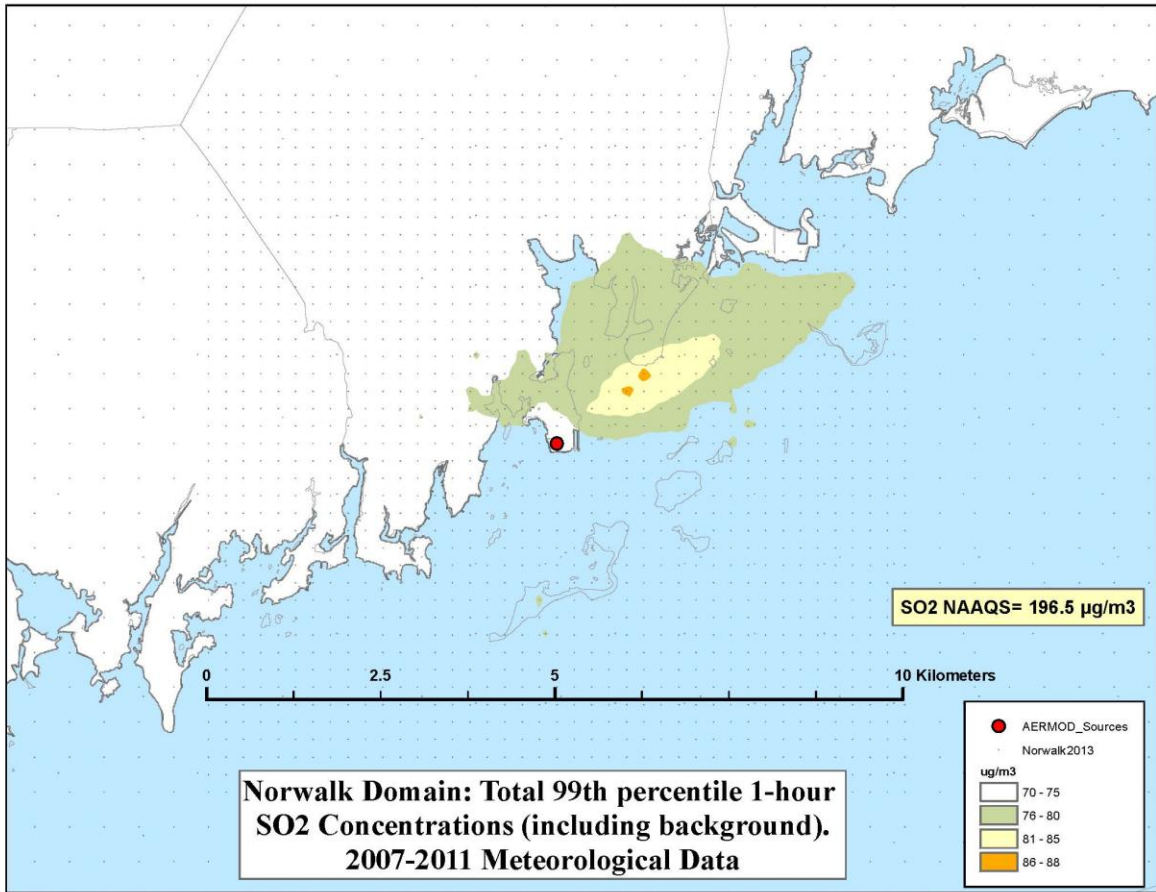 SO2 NAAQS= 196.5 µg/m3
0 2.5 5 10 Kilometers
AERMOD_Sources
Norwalk2013
ug/m3
70 - 75
76 - 80
81 - 85
86 - 88
Norwalk Domain: Total 99th percentile 1-hour
SO2 Concentrations (including background).
2007-2011 Meteorological Data